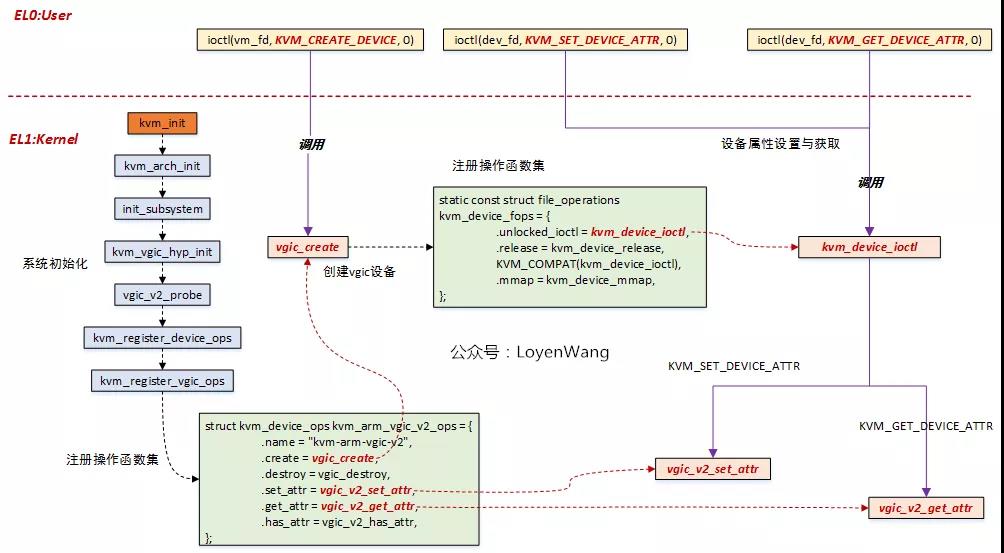 EL0:User
ioctl(vm_fd, KVM_CREATE_DEVICE, 0)
ioctl(dev_fd, KVM_SET_DEVICE_ATTR, 0)
ioctl(dev_fd, KVM_GET_DEVICE_ATTR, 0)
EL1:Kernel
kvm_init
kvm_arch_init
init_subsystem
kvm_vgic_hyp_init
系统初始化
vgic_v2_probe
kvm_register_device_ops
kvm_register_vgic_ops
注册操作函数集
调用
vgic_create
创建vgic设备
注册操作函数集
static const struct file_operations
kvm_device_fops = {
.unlocked_ioctl = kvm_device_ioctl,
.release = kvm_device_release,
KVM_COMPAT(kvm_device_ioctl),
.mmap = kvm_device_mmap,
};
设备属性设置与获取
调用
kvm_device_ioctl
公众号：LoyenWang
KVM_SET_DEVICE_ATTR
KVM_GET_DEVICE_ATTR
struct kvm_device_ops kvm_arm_vgic_v2_ops = {
.name = "kvm-arm-vgic-v2",
.create = vgic_create,
.destroy = vgic_destroy,
.set_attr = vgic_v2_set_attr,
.get_attr = vgic_v2_get_attr,
.has_attr = vgic_v2_has_attr,
};
vgic_v2_set_attr
vgic_v2_get_attr